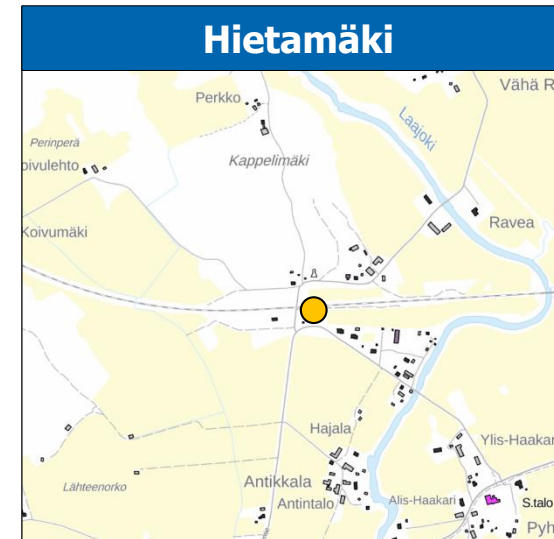 Hietamäki
Vähä R
Perkko
Laajoki
Perinperä
Kappelimäki
oivulehto
Ravea
Koivumäki
Hajala
Ylis-Haakar
Antikkala
Lähteenorko
Antintalo
Alis-Haakari
S.talo
Pyh